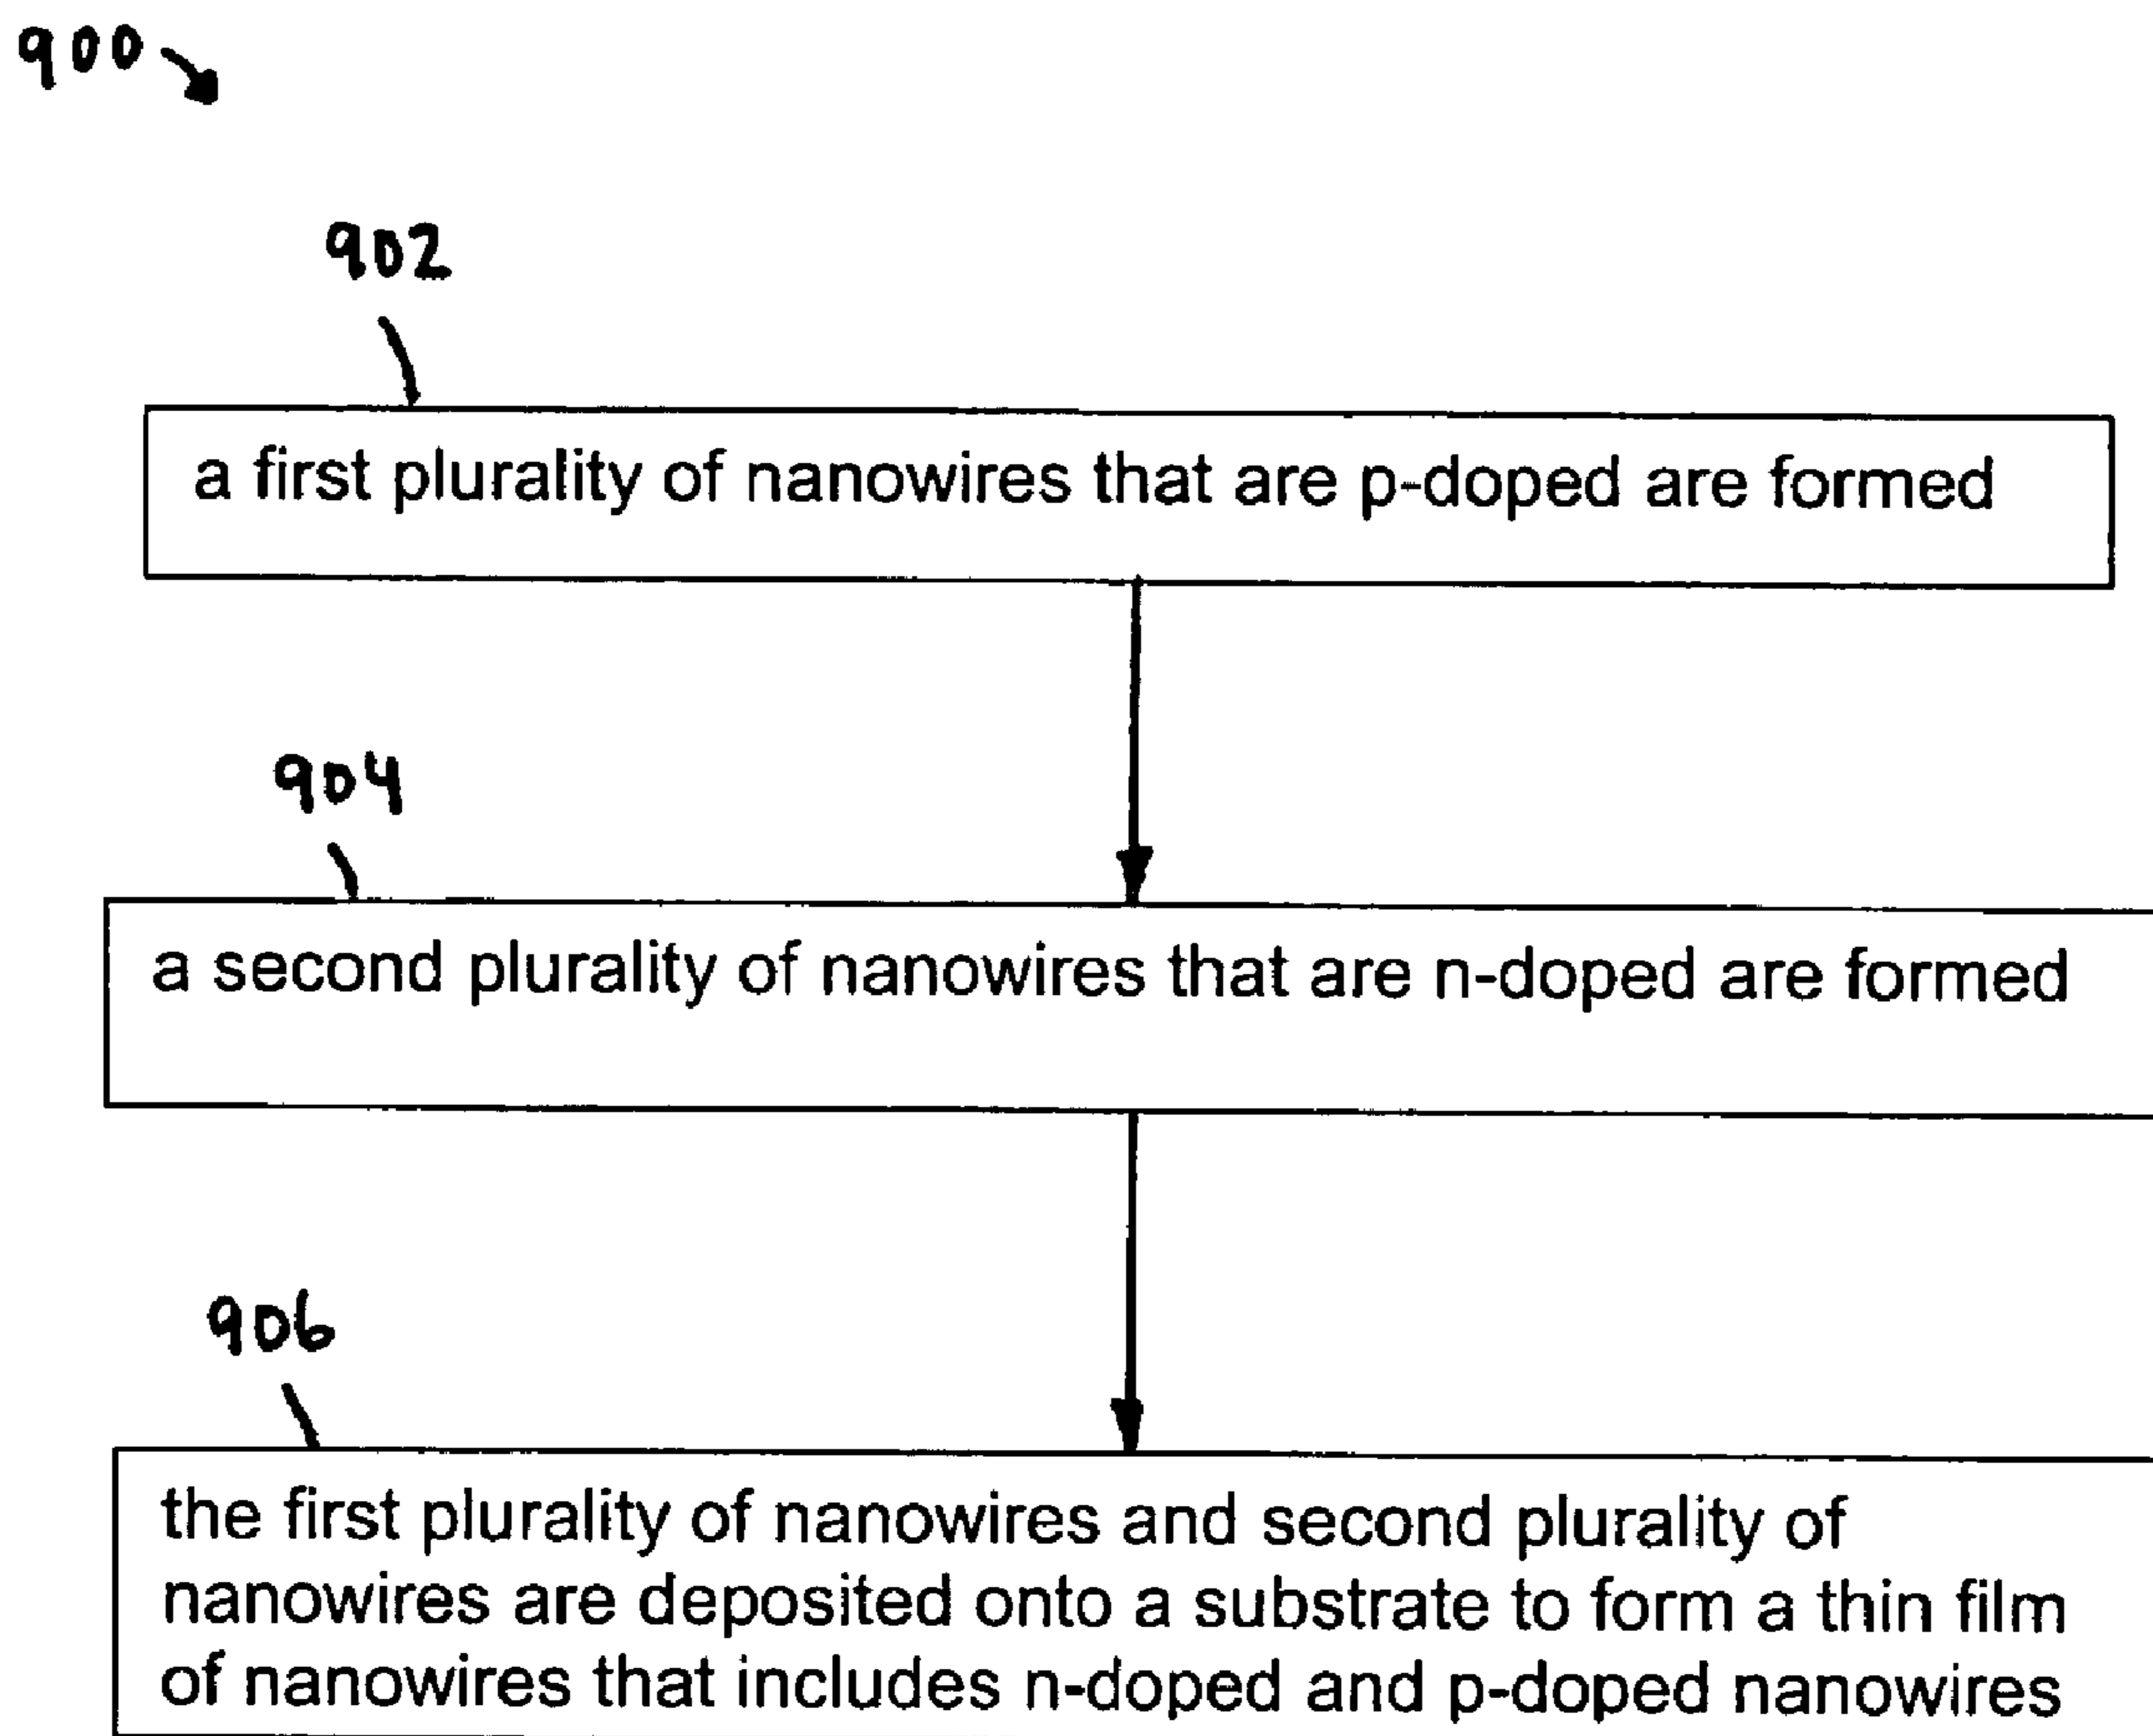 900
902
a first plurality of nanowires that are p-doped are formed
904
a second plurality of nanowires that are n-doped are formed
906
the first plurality of nanowires and second plurality of
nanowires are deposited onto a substrate to form a thin film
of nanowires that includes n-doped and p-doped nanowires